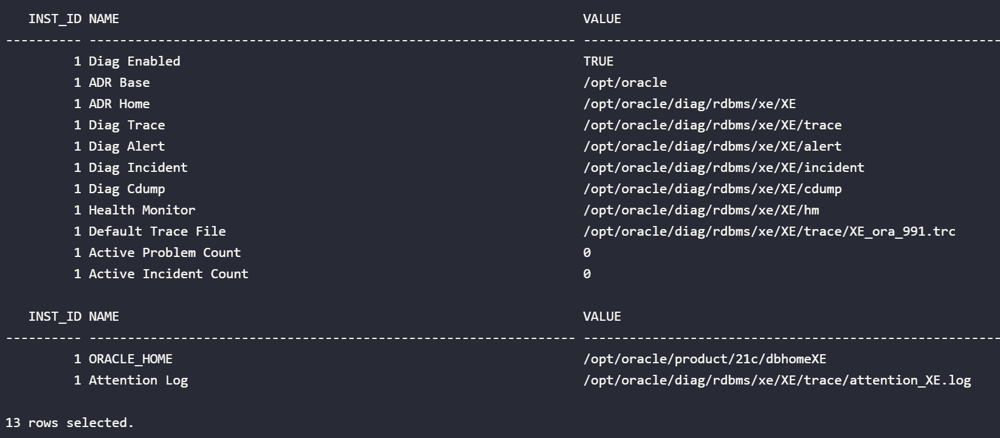 INST_ID NAME VALUE
---------- ---------------------------------------------------------------- -------------------------------------------------------
1 Diag Enabled TRUE
1 ADR Base /opt/oracle
1 ADR Home /opt/oracle/diag/rdbms/xe/XE
1 Diag Trace /opt/oracle/diag/rdbms/xe/XE/trace
1 Diag Alert /opt/oracle/diag/rdbms/xe/XE/alert
1 Diag Incident /opt/oracle/diag/rdbms/xe/XE/incident
1 Diag Cdump /opt/oracle/diag/rdbms/xe/XE/cdump
1 Health Monitor /opt/oracle/diag/rdbms/xe/XE/hm
1 Default Trace File /opt/oracle/diag/rdbms/xe/XE/trace/XE_ora_991.trc
1 Active Problem Count 0
1 Active Incident Count 0
INST_ID NAME VALUE
---------- ---------------------------------------------------------------- -------------------------------------------------------
1 ORACLE_HOME /opt/oracle/product/21c/dbhomeXE
1 Attention Log /opt/oracle/diag/rdbms/xe/XE/trace/attention_XE.log
13 rows selected.